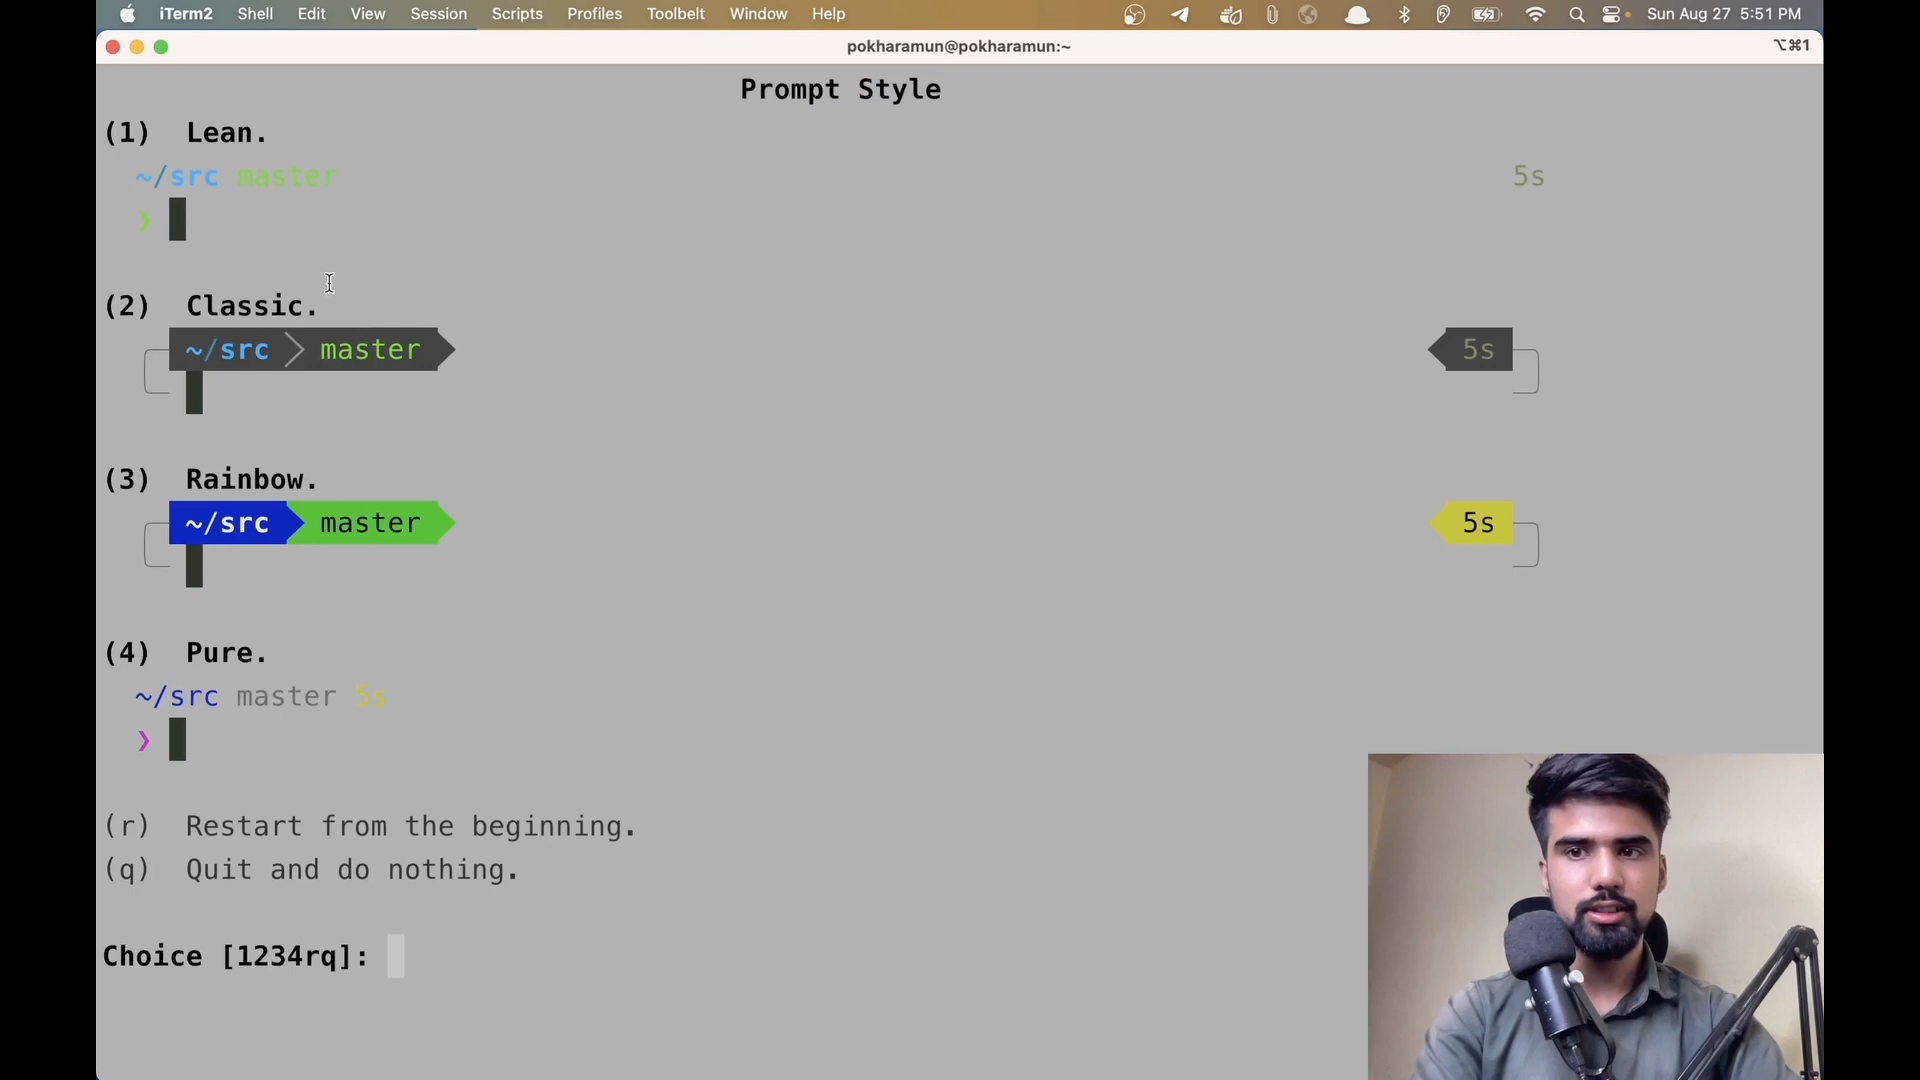 iTerm2 Shell Edit View Session Scripts Profiles Toolbelt Window Help Sun Aug 27 5:51 PM
pokharamun@pokharamun:~ ⌥⌘1
Prompt Style
(1) Lean.
~/src master 5s
❯
(2) Classic.
~/src master 5s
(3) Rainbow.
~/src master 5s
(4) Pure.
~/src master 5s
❯
(r) Restart from the beginning.
(q) Quit and do nothing.
Choice [1234rq]: